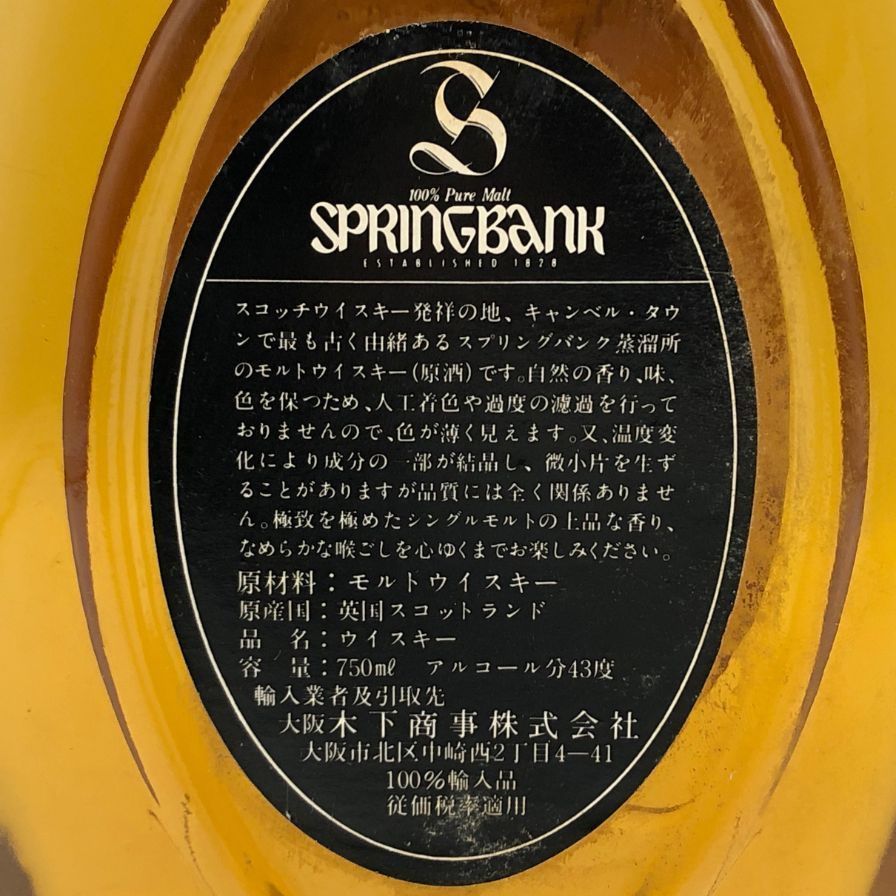 S
100% Pure Malt
SPRINGBANK
ESTABLISHED 1828
スコッチウイスキー発祥の地、キャンベル・タウ
ンで最も古く由緒あるスプリングバンク蒸溜所
のモルトウイスキー(原酒)です。自然の香り、味、
色を保つため、人工着色や過度の濾過を行って
おりませんので、色が薄く見えます。又、温度変
化により成分の一部が結晶し、微小片を生ず
ることがありますが品質には全く関係ありませ
ん。極致を極めたシングルモルトの上品な香り、
なめらかな喉ごしを心ゆくまでお楽しみください。
原材料：モルトウイスキー
原産国：英国スコットランド
品　名：ウイスキー
容　量：750㎖　アルコール分43度
輸入業者及引取先
大阪木下商事株式会社
大阪市北区中崎西2丁目4―41
100%輸入品
従価税率適用